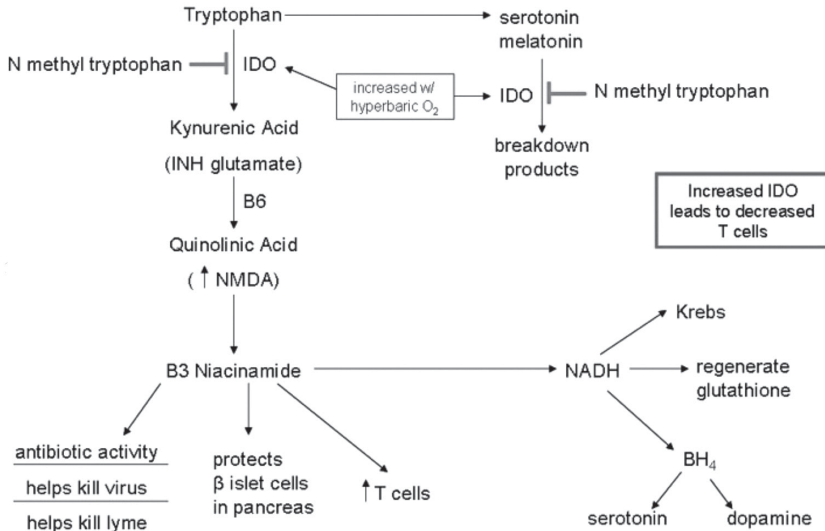 Tryptophan
serotonin
melatonin
N methyl tryptophan
IDO
increased w/
hyperbaric O₂
IDO
N methyl tryptophan
Kynurenic Acid
(INH glutamate)
breakdown
products
B6
Increased IDO
leads to decreased
T cells
Quinolinic Acid
(↑ NMDA)
Krebs
B3 Niacinamide
NADH
regenerate
glutathione
antibiotic activity
helps kill virus
helps kill lyme
protects
β islet cells
in pancreas
↑ T cells
BH₄
serotonin
dopamine